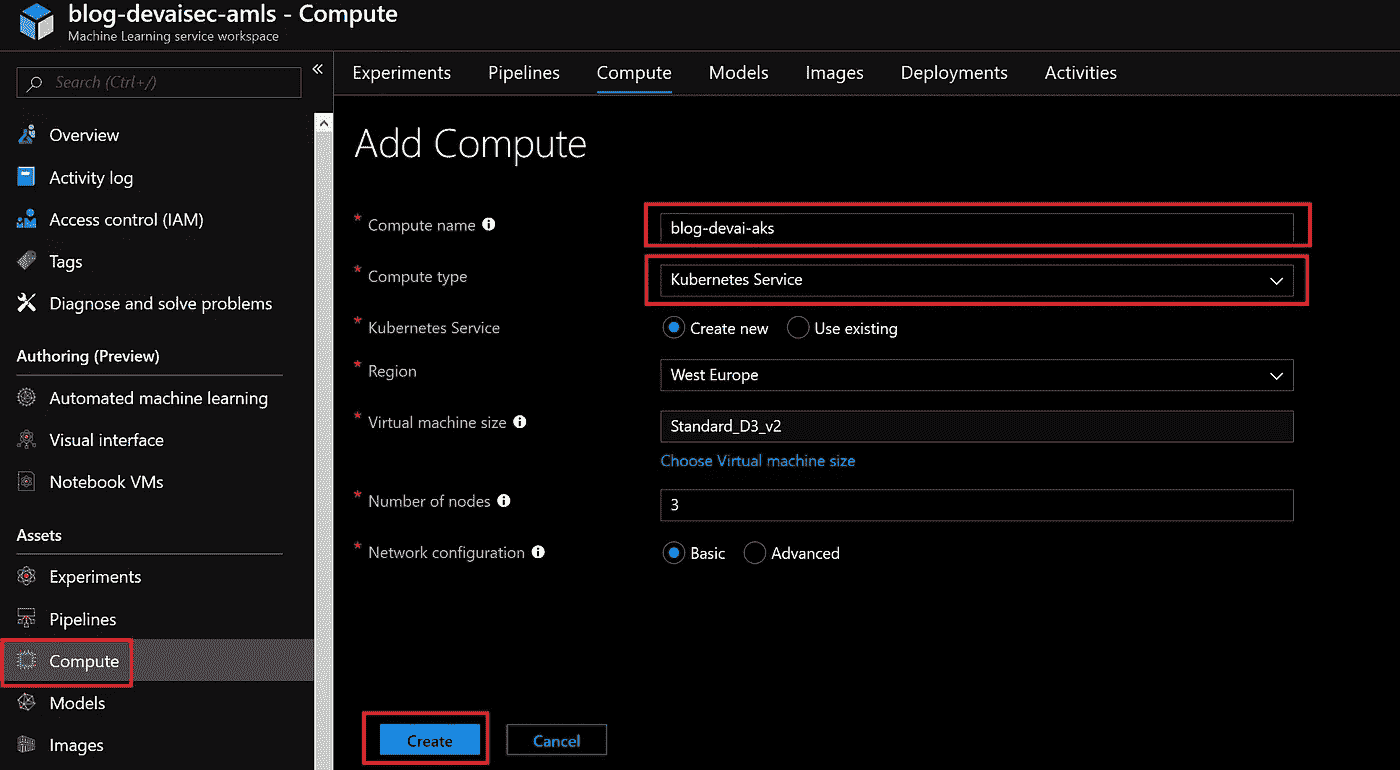 blog-devaisec-amls - Compute
Machine Learning service workspace
Search (Ctrl+/)
Overview
Activity log
Access control (IAM)
Tags
Diagnose and solve problems
Authoring (Preview)
Automated machine learning
Visual interface
Notebook VMs
Assets
Experiments
Pipelines
Compute
Models
Images
Experiments Pipelines Compute Models Images Deployments Activities
Add Compute
* Compute name blog-devai-aks
* Compute type Kubernetes Service
* Kubernetes Service Create new Use existing
* Region West Europe
* Virtual machine size Standard_D3_v2
Choose Virtual machine size
* Number of nodes 3
* Network configuration Basic Advanced
Create Cancel